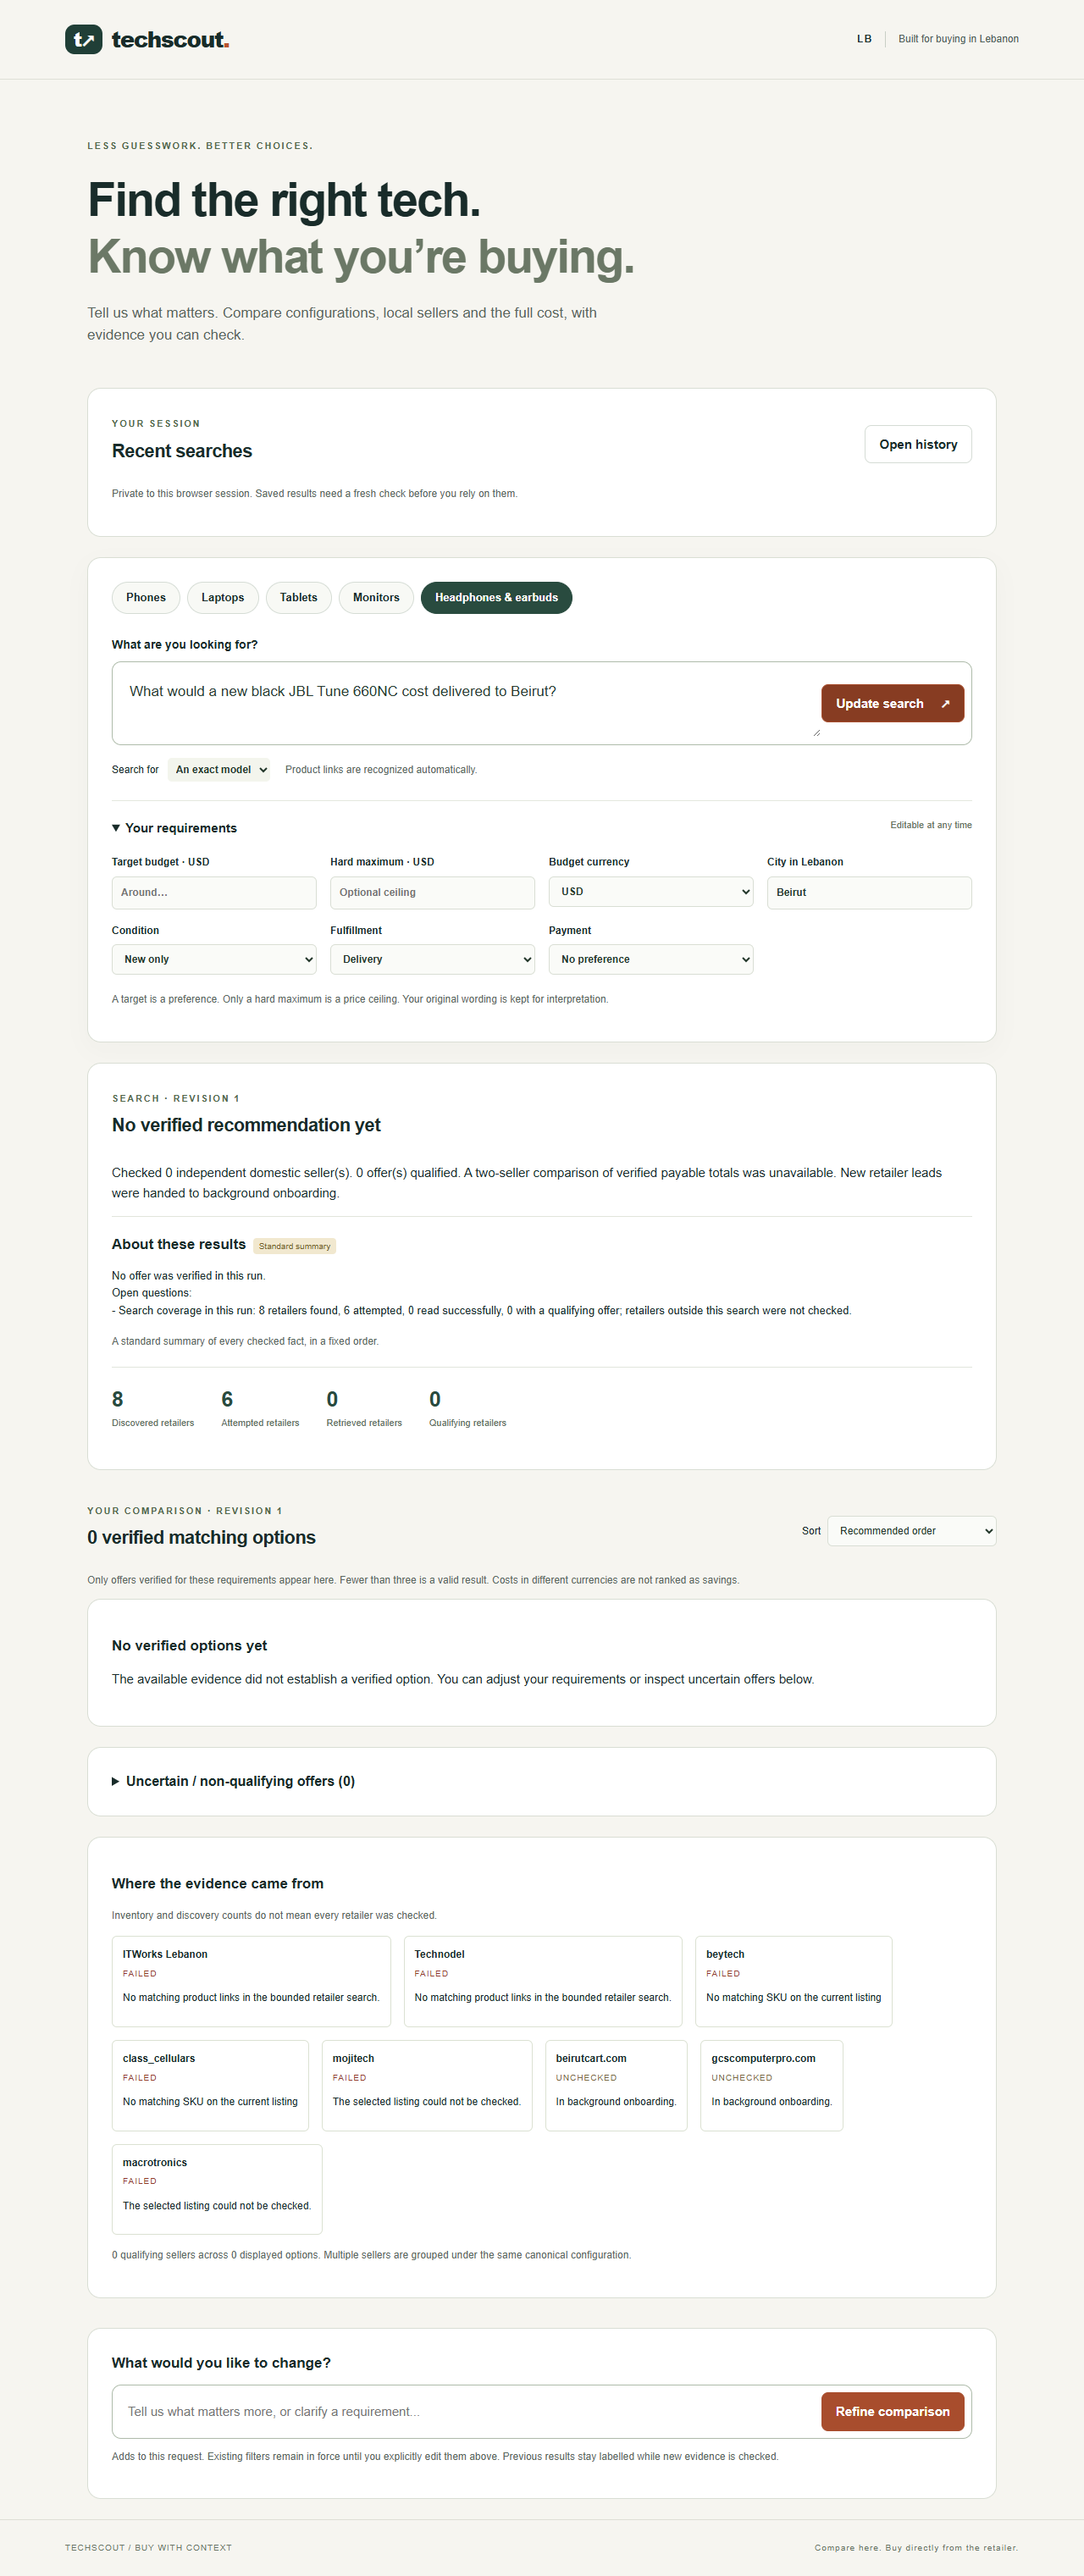 t↗ techscout.
LB
Built for buying in Lebanon
LESS GUESSWORK. BETTER CHOICES.
Find the right tech.
Know what you’re buying.
Tell us what matters. Compare configurations, local sellers and the full cost, with
evidence you can check.
YOUR SESSION
Recent searches
Open history
Private to this browser session. Saved results need a fresh check before you rely on them.
Phones
Laptops
Tablets
Monitors
Headphones & earbuds
What are you looking for?
What would a new black JBL Tune 660NC cost delivered to Beirut?
Update search ↗
Search for
An exact model
Product links are recognized automatically.
▼ Your requirements
Editable at any time
Target budget · USD
Hard maximum · USD
Budget currency
City in Lebanon
Around...
Optional ceiling
USD
Beirut
Condition
Fulfillment
Payment
New only
Delivery
No preference
A target is a preference. Only a hard maximum is a price ceiling. Your original wording is kept for interpretation.
SEARCH · REVISION 1
No verified recommendation yet
Checked 0 independent domestic seller(s). 0 offer(s) qualified. A two-seller comparison of verified payable totals was unavailable. New retailer leads
were handed to background onboarding.
About these results
Standard summary
No offer was verified in this run.
Open questions:
- Search coverage in this run: 8 retailers found, 6 attempted, 0 read successfully, 0 with a qualifying offer; retailers outside this search were not checked.
A standard summary of every checked fact, in a fixed order.
8
6
0
0
Discovered retailers
Attempted retailers
Retrieved retailers
Qualifying retailers
YOUR COMPARISON · REVISION 1
0 verified matching options
Sort
Recommended order
Only offers verified for these requirements appear here. Fewer than three is a valid result. Costs in different currencies are not ranked as savings.
No verified options yet
The available evidence did not establish a verified option. You can adjust your requirements or inspect uncertain offers below.
▶ Uncertain / non-qualifying offers (0)
Where the evidence came from
Inventory and discovery counts do not mean every retailer was checked.
ITWorks Lebanon
FAILED
No matching product links in the bounded retailer search.
Technodel
FAILED
No matching product links in the bounded retailer search.
beytech
FAILED
No matching SKU on the current listing
class_cellulars
FAILED
No matching SKU on the current listing
mojitech
FAILED
The selected listing could not be checked.
beirutcart.com
UNCHECKED
In background onboarding.
gcscomputerpro.com
UNCHECKED
In background onboarding.
macrotronics
FAILED
The selected listing could not be checked.
0 qualifying sellers across 0 displayed options. Multiple sellers are grouped under the same canonical configuration.
What would you like to change?
Tell us what matters more, or clarify a requirement...
Refine comparison
Adds to this request. Existing filters remain in force until you explicitly edit them above. Previous results stay labelled while new evidence is checked.
TECHSCOUT / BUY WITH CONTEXT
Compare here. Buy directly from the retailer.